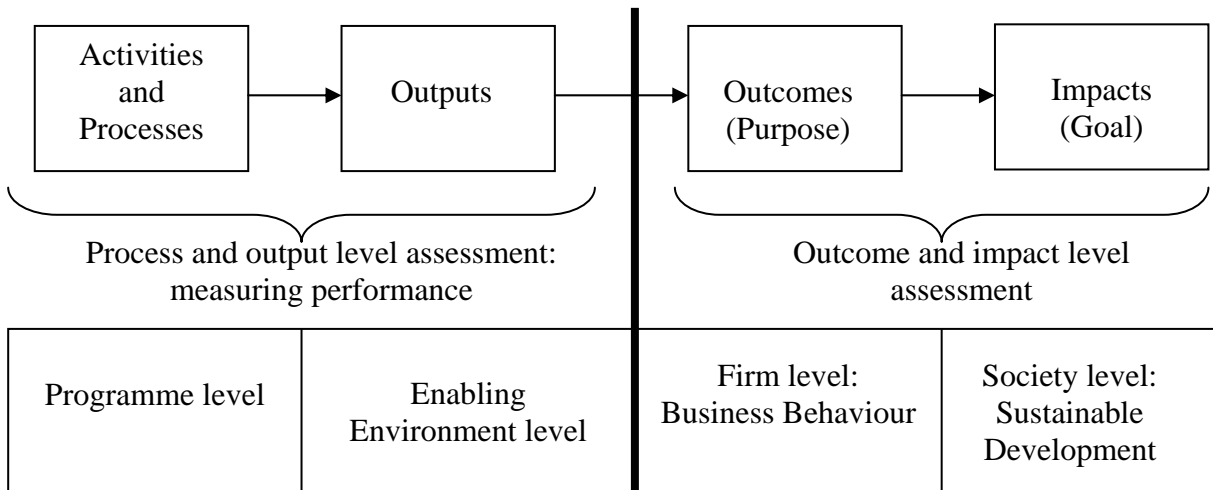 Activities
and
Processes
Outputs
Outcomes
(Purpose)
Impacts
(Goal)
Process and output level assessment:
measuring performance
Outcome and impact level
assessment
Programme level
Enabling
Environment level
Firm level:
Business Behaviour
Society level:
Sustainable
Development